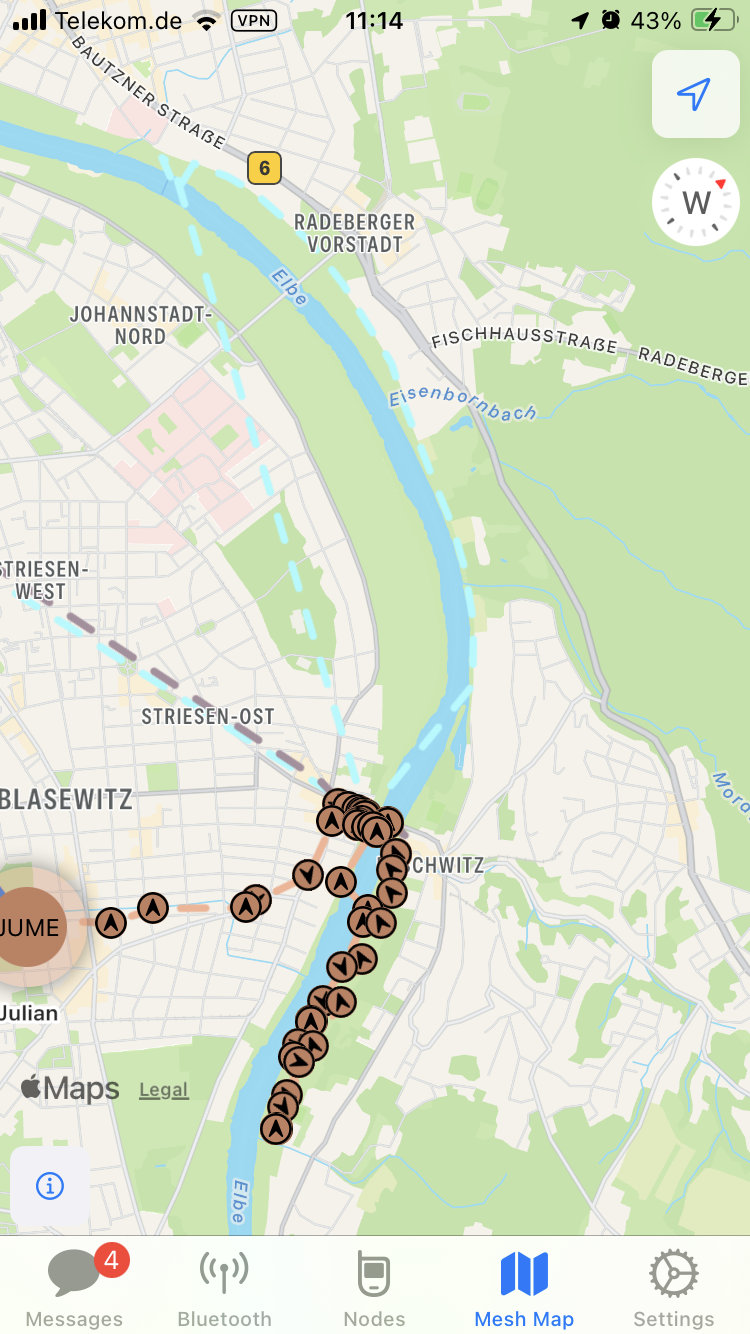 Telekom.de VPN 11:14 43%
BAUTZNER STRAßE
6
W
RADEBERGER
VORSTADT
Elbe
JOHANNSTADT-
NORD
FISCHHAUSSTRAßE
RADEBERGE
Eisenbornbach
STRIESEN-
WEST
STRIESEN-OST
Mord
BLASEWITZ
CHWITZ
JUME
Julian
Maps Legal
Elbe
4
Messages Bluetooth Nodes Mesh Map Settings